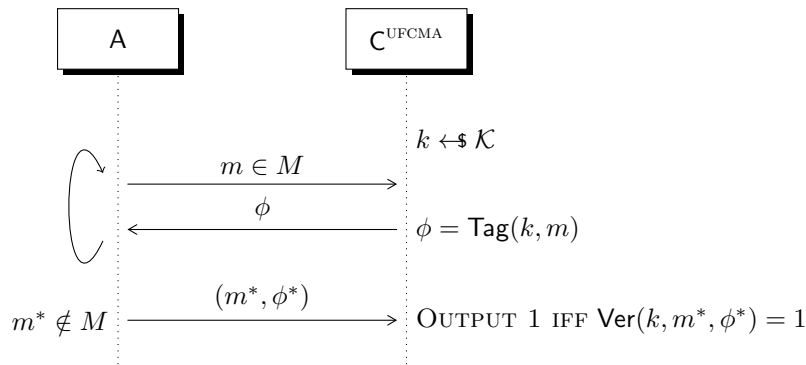 A
C^UFCMA
k ←$ 𝒦
m ∈ M
ϕ
ϕ = Tag(k, m)
(m*, ϕ*)
m* ∉ M
OUTPUT 1 IFF Ver(k, m*, ϕ*) = 1